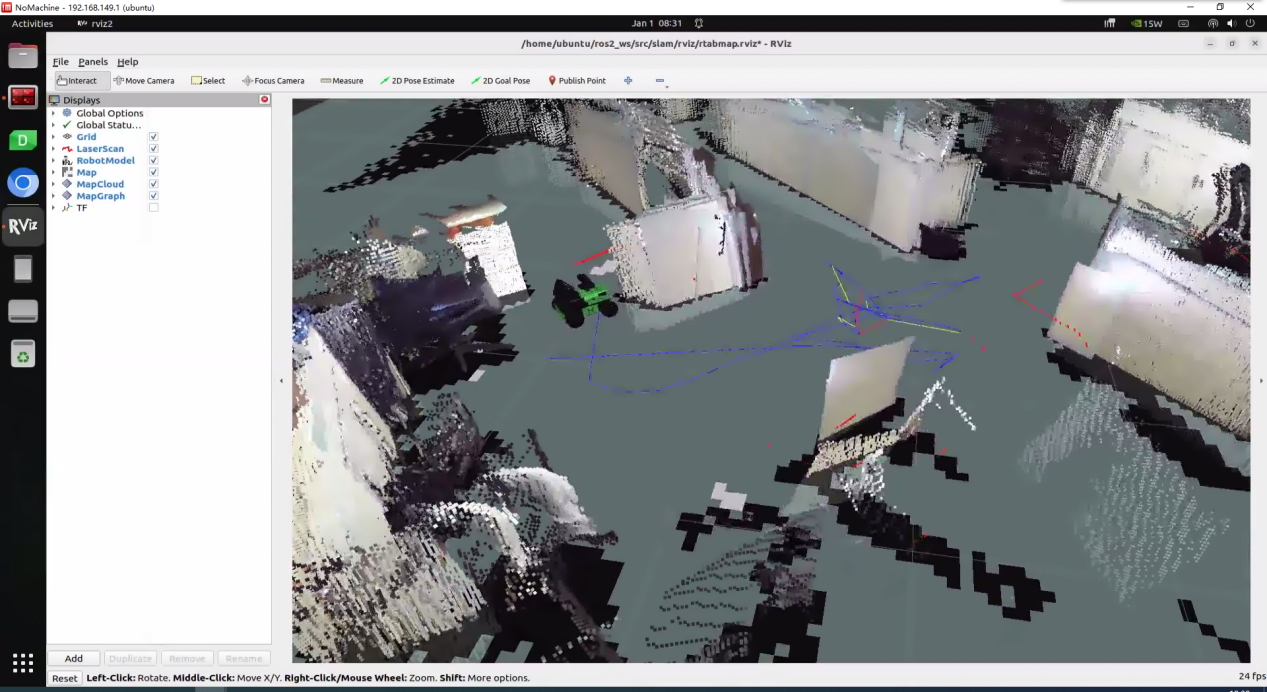 NoMachine - 192.168.149.1 (ubuntu)
Activities rviz2 Jan 1 08:31 15W
/home/ubuntu/ros2_ws/src/slam/rviz/rtabmap.rviz* - RViz
File Panels Help
Interact Move Camera Select Focus Camera Measure 2D Pose Estimate 2D Goal Pose Publish Point
Displays
Global Options
Global Statu...
Grid
LaserScan
RobotModel
Map
MapCloud
MapGraph
TF
D
RViz
Add Duplicate Remove Rename
Reset Left-Click: Rotate. Middle-Click: Move X/Y. Right-Click/Mouse Wheel: Zoom. Shift: More options. 24 fps